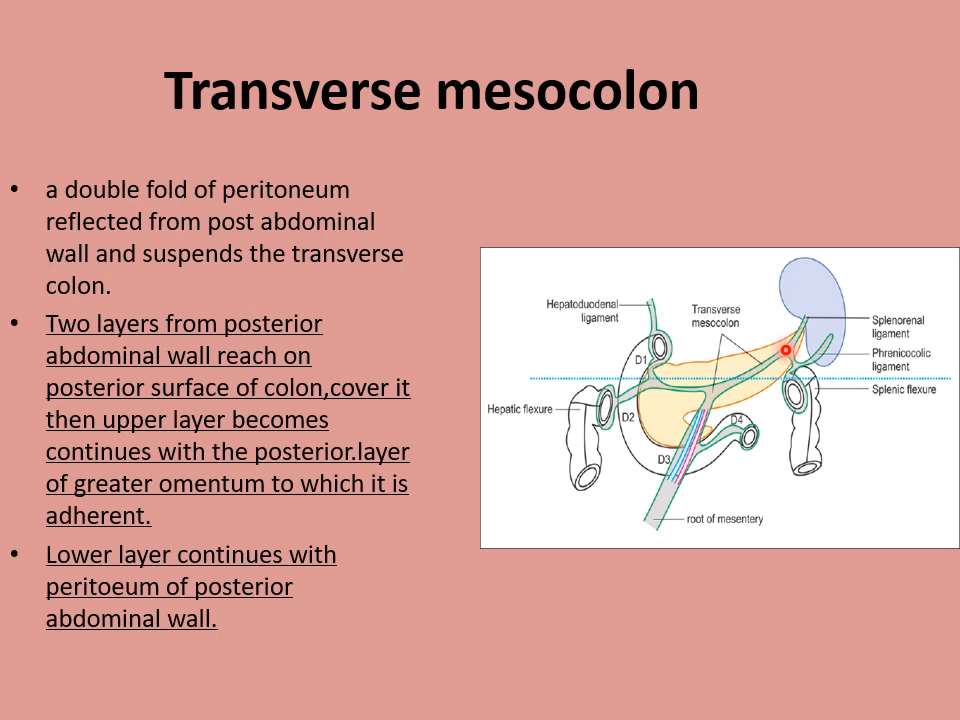 Transverse mesocolon
• a double fold of peritoneum
reflected from post abdominal
wall and suspends the transverse
colon.
• Two layers from posterior
abdominal wall reach on
posterior surface of colon,cover it
then upper layer becomes
continues with the posterior.layer
of greater omentum to which it is
adherent.
• Lower layer continues with
peritoeum of posterior
abdominal wall.
Hepatoduodenal
ligament
Transverse
mesocolon
Splenorenal
ligament
Phrenicocolic
ligament
Splenic flexure
D1
Hepatic flexure
D2
D4
D3
root of mesentery